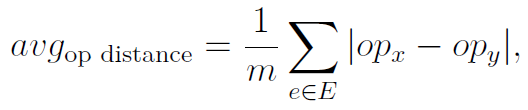 avg_{op distance} = \frac{1}{m} \sum_{e \in E} |op_x - op_y|,